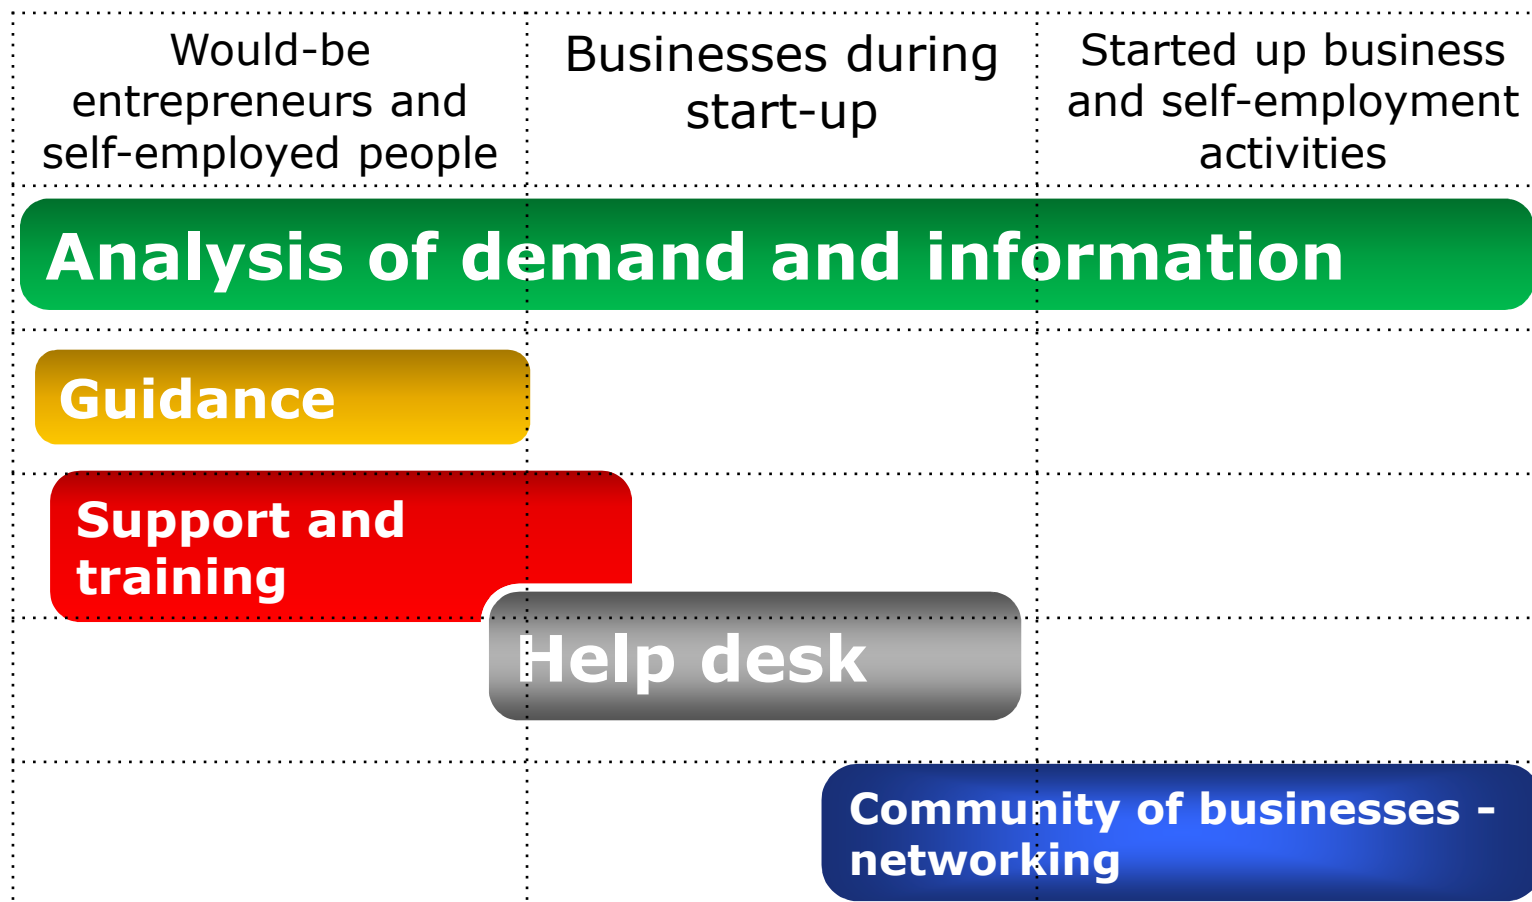 Would-be
entrepreneurs and
self-employed people
Businesses during
start-up
Started up business
and self-employment
activities
Analysis of demand and information
Guidance
Support and
training
Help desk
Community of businesses -
networking